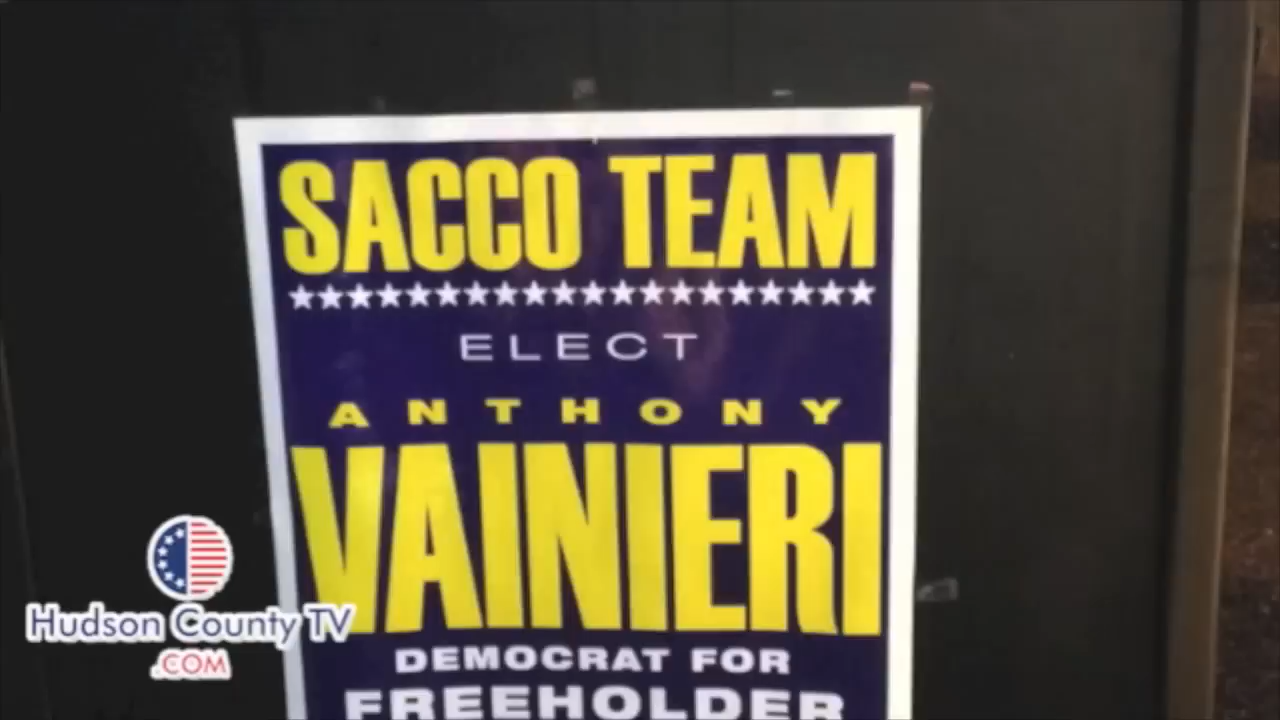 SACCO TEAM
ELECT
ANTHONY
VAINIERI
DEMOCRAT FOR
FREEHOLDER
Hudson County TV
.COM